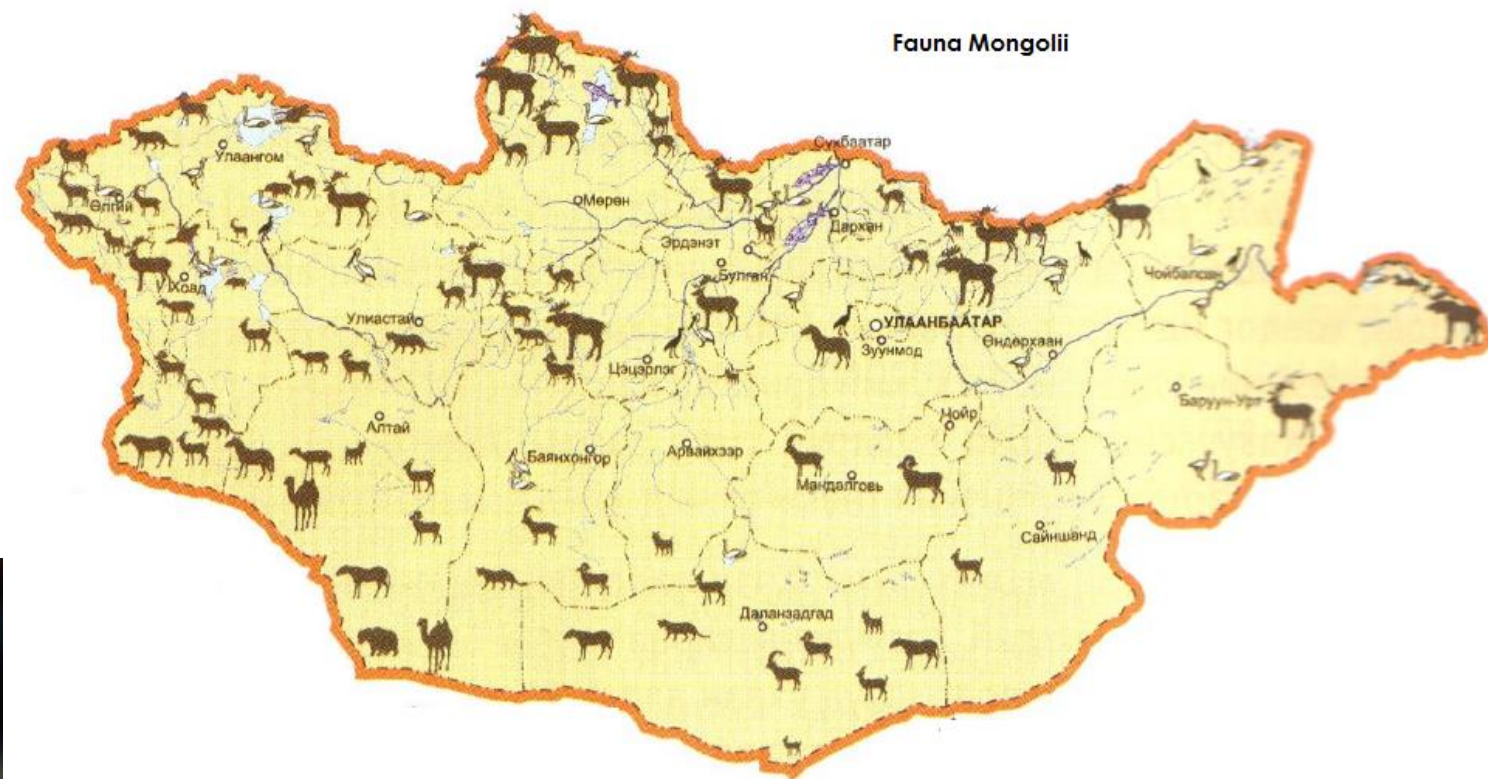 Fauna Mongolii
Сүхбаатар
Улаангом
Өлгий
Мөрөн
Дархан
Эрдэнэт
Булган
Чойбалсан
Ховд
Улиастай
УЛААНБААТАР
Зуунмод
Өндөрхаан
Цэцэрлэг
Баруун-Урт
Алтай
Чойр
Баянхонгор
Арвайхээр
Мандалговь
Сайншанд
Даланзадгад